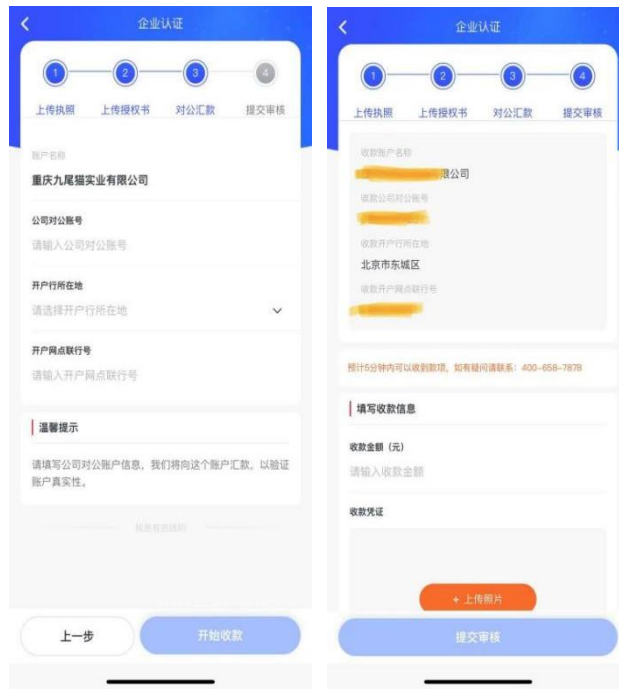 企业认证
1
2
3
4
上传执照
上传授权书
对公汇款
提交审核
账户名称
重庆九尾猫实业有限公司
公司对公账号
请输入公司对公账号
开户行所在地
请选择开户行所在地
开户网点联行号
请输入开户网点联行号
温馨提示
请填写公司对公账户信息，我们将向这个账户汇款，以验证
账户真实性。
我是有底线的
上一步
开始收款
企业认证
1
2
3
4
上传执照
上传授权书
对公汇款
提交审核
收款账户名称
限公司
收款公司对公账号
收款开户行所在地
北京市东城区
收款开户网点联行号
预计5分钟内可以收到款项，如有疑问请联系：400-658-7878
填写收款信息
收款金额（元）
请输入收款金额
收款凭证
+ 上传照片
提交审核